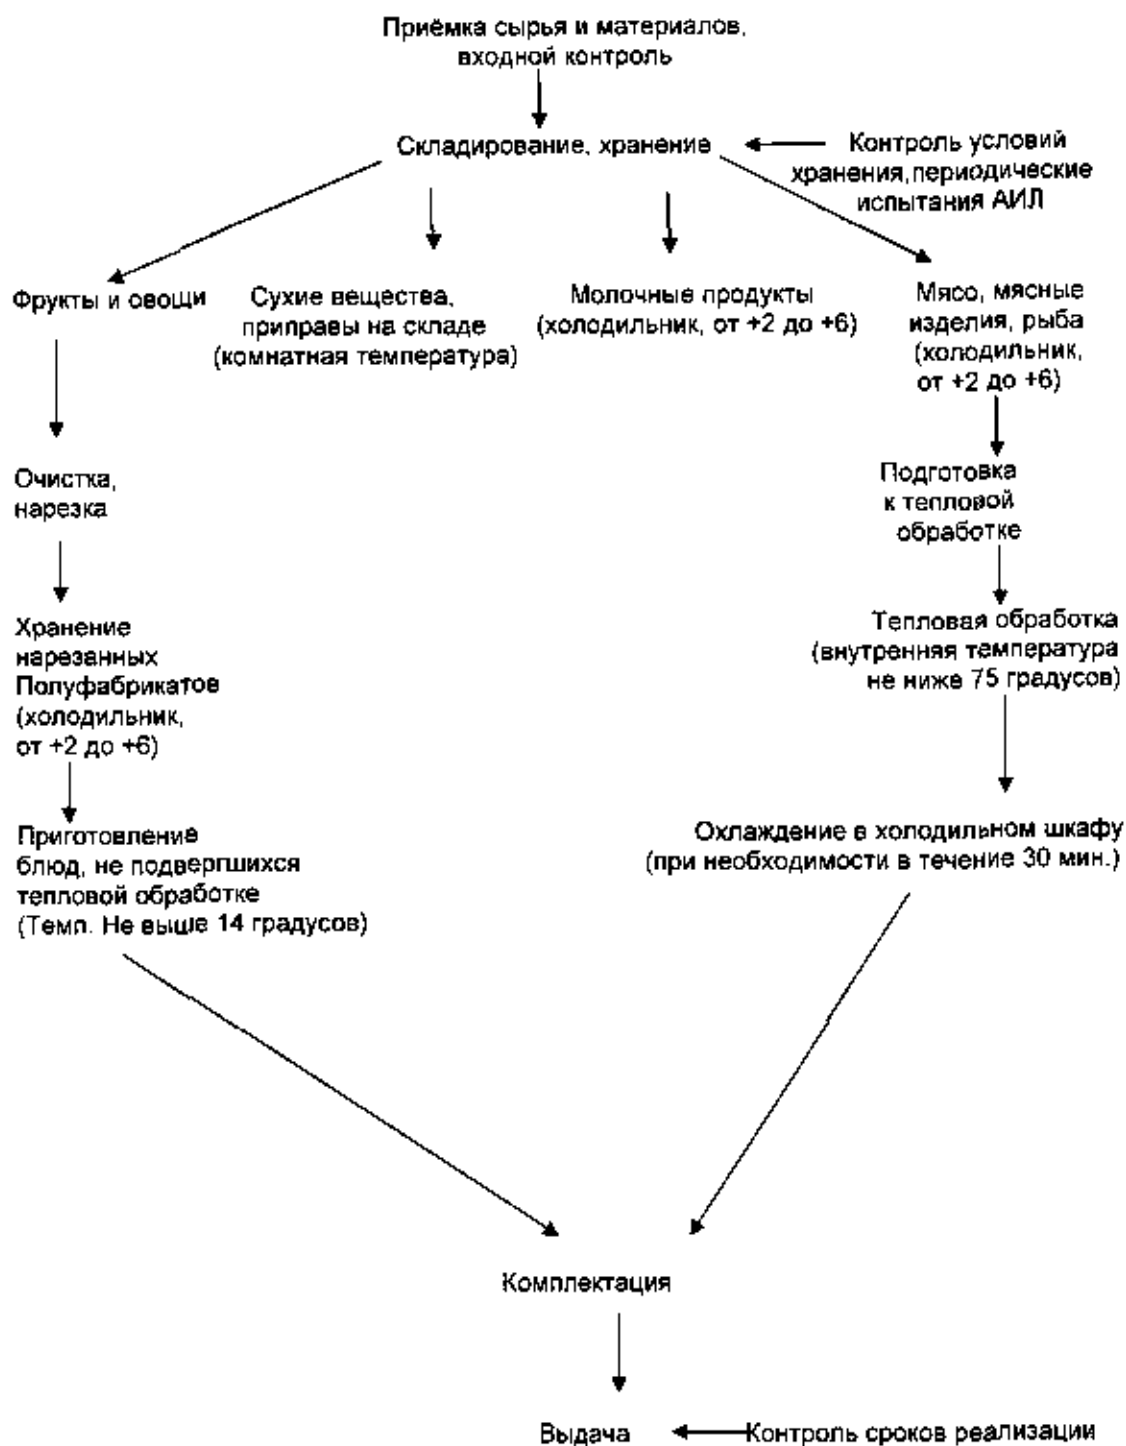 Приёмка сырья и материалов,
входной контроль
Складирование, хранение
Контроль условий
хранения,периодические
испытания АИЛ
Фрукты и овощи
Сухие вещества,
приправы на складе
(комнатная температура)
Молочные продукты
(холодильник, от +2 до +6)
Мясо, мясные
изделия, рыба
(холодильник,
от +2 до +6)
Очистка,
нарезка
Подготовка
к тепловой
обработке
Хранение
нарезанных
Полуфабрикатов
(холодильник,
от +2 до +6)
Тепловая обработка
(внутренняя температура
не ниже 75 градусов)
Приготовление
блюд, не подвергшихся
тепловой обработке
(Темп. Не выше 14 градусов)
Охлаждение в холодильном шкафу
(при необходимости в течение 30 мин.)
Комплектация
Выдача
Контроль сроков реализации